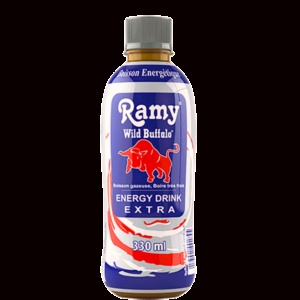 Boisson Energétique
Ramy
Wild Buffalo
Boisson gazeuse, Boire très frais
ENERGY DRINK
EXTRA
330 ml